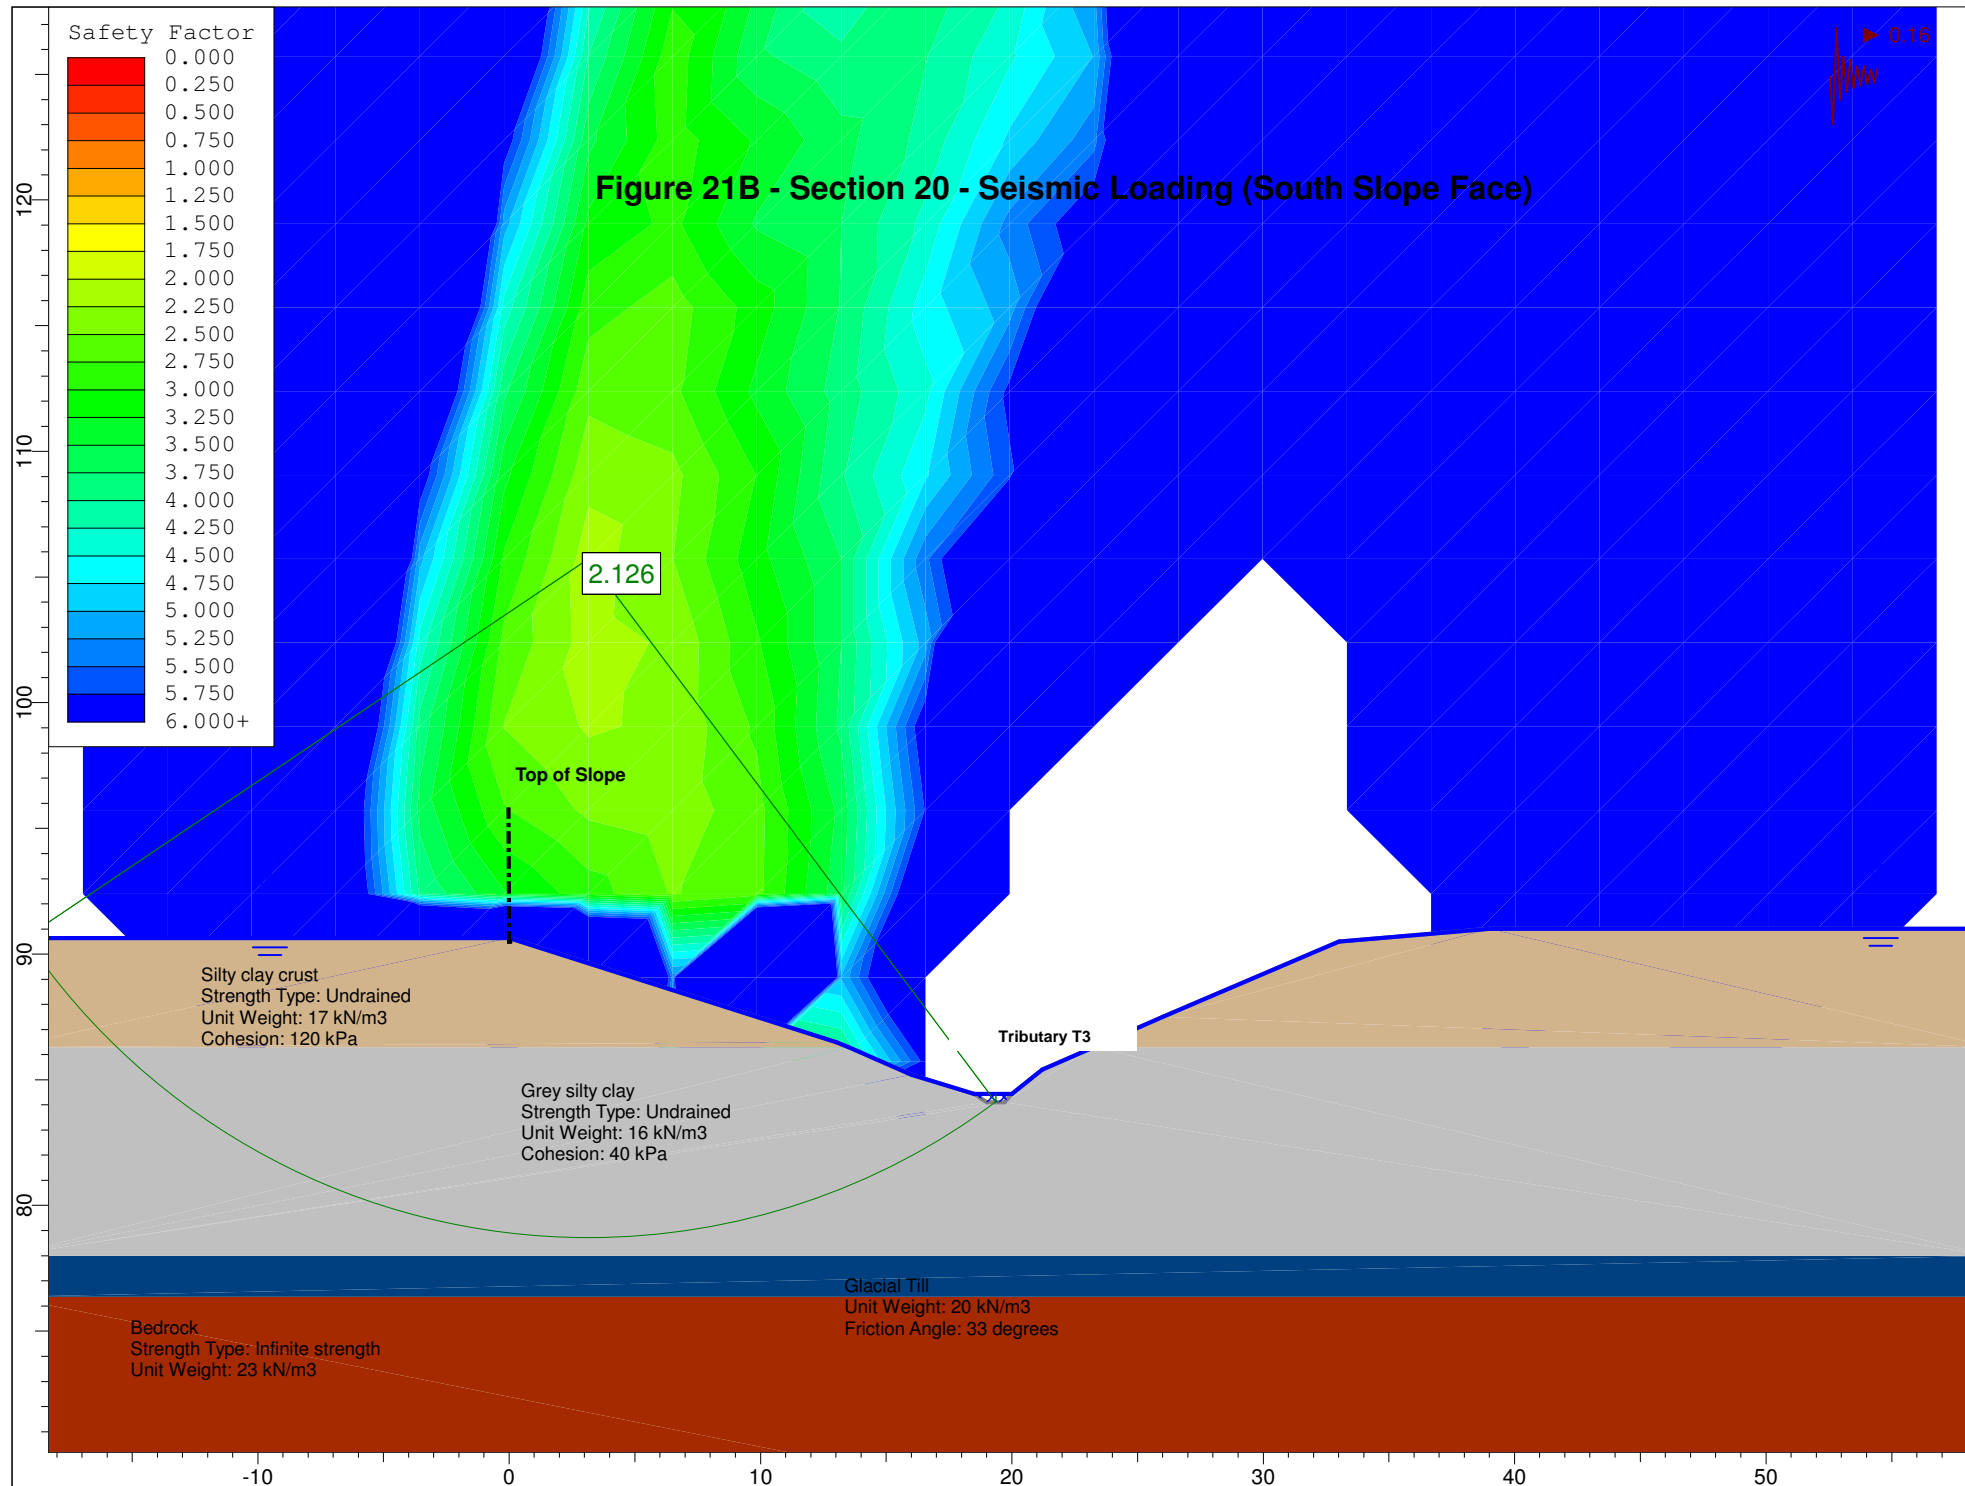 Safety Factor
0.000
0.250
0.500
0.750
1.000
1.250
1.500
1.750
2.000
2.250
2.500
2.750
3.000
3.250
3.500
3.750
4.000
4.250
4.500
4.750
5.000
5.250
5.500
5.750
6.000+
0.16
Figure 21B - Section 20 - Seismic Loading (South Slope Face)
2.126
Top of Slope
Silty clay crust
Strength Type: Undrained
Unit Weight: 17 kN/m3
Cohesion: 120 kPa
Tributary T3
Grey silty clay
Strength Type: Undrained
Unit Weight: 16 kN/m3
Cohesion: 40 kPa
Glacial Till
Unit Weight: 20 kN/m3
Friction Angle: 33 degrees
Bedrock
Strength Type: Infinite strength
Unit Weight: 23 kN/m3
120
110
100
90
80
-10
0
10
20
30
40
50